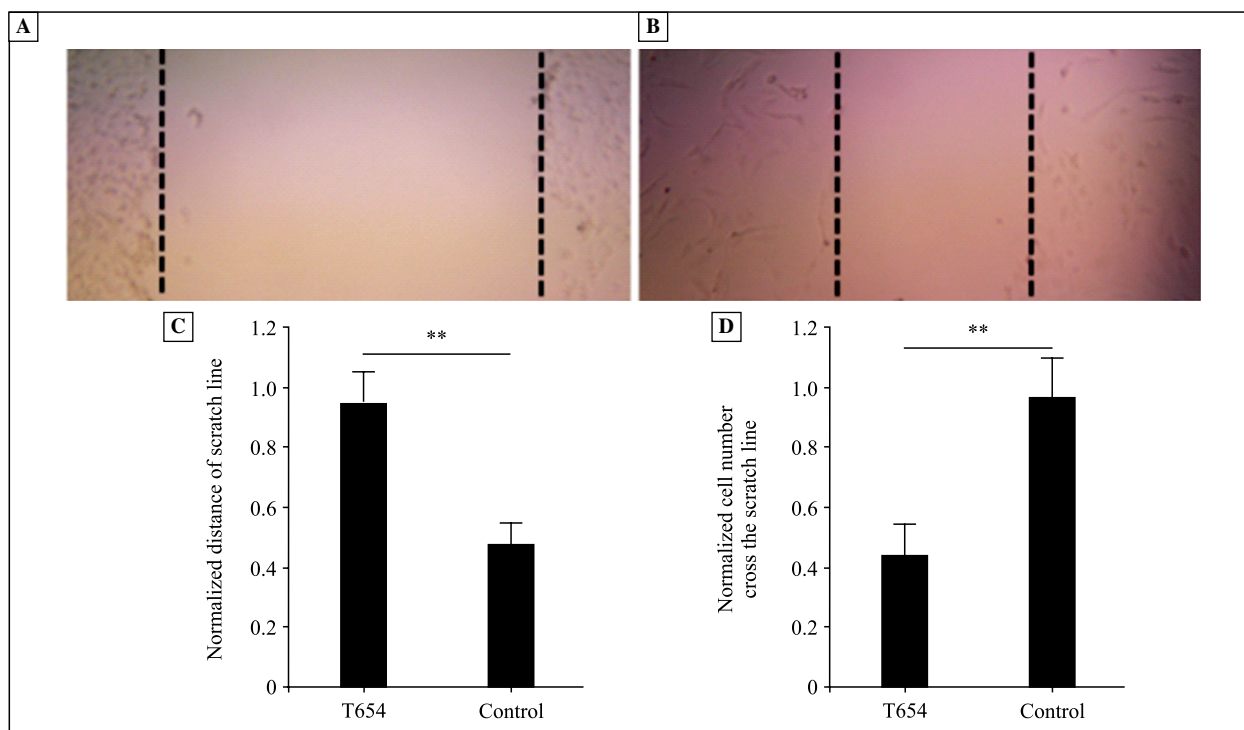 A
B
C
1.2
**
1.0
0.8
0.6
0.4
0.2
0
Normalized distance of scratch line
T654
Control
D
1.2
**
1.0
0.8
0.6
0.4
0.2
0
Normalized cell number
cross the scratch line
T654
Control